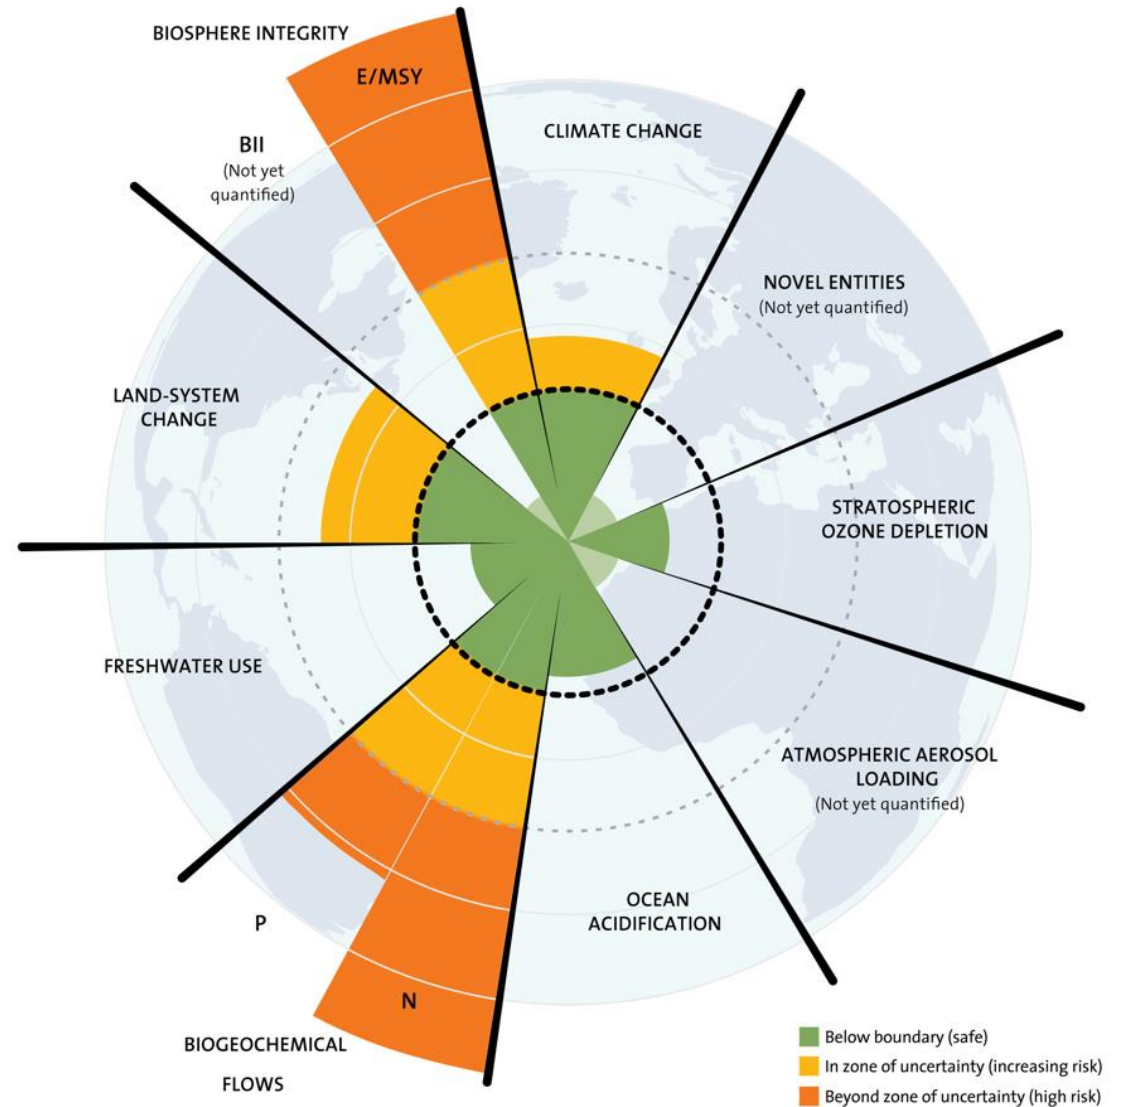 BIOSPHERE INTEGRITY
E/MSY
BII
(Not yet
quantified)
CLIMATE CHANGE
NOVEL ENTITIES
(Not yet quantified)
LAND-SYSTEM
CHANGE
STRATOSPHERIC
OZONE DEPLETION
FRESHWATER USE
ATMOSPHERIC AEROSOL
LOADING
(Not yet quantified)
OCEAN
ACIDIFICATION
P
N
BIOGEOCHEMICAL
FLOWS
Below boundary (safe)
In zone of uncertainty (increasing risk)
Beyond zone of uncertainty (high risk)